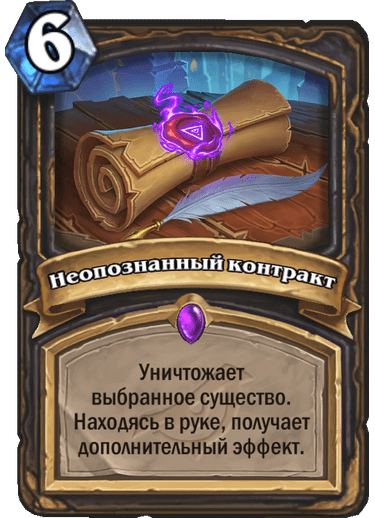 6
Неопознанный контракт
Уничтожает
выбранное существо.
Находясь в руке, получает
дополнительный эффект.